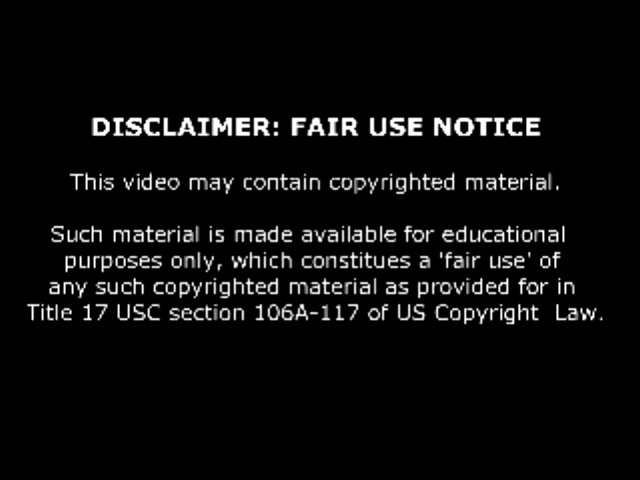 DISCLAIMER: FAIR USE NOTICE
This video may contain copyrighted material.
Such material is made available for educational
purposes only, which constitues a 'fair use' of
any such copyrighted material as provided for in
Title 17 USC section 106A-117 of US Copyright Law.